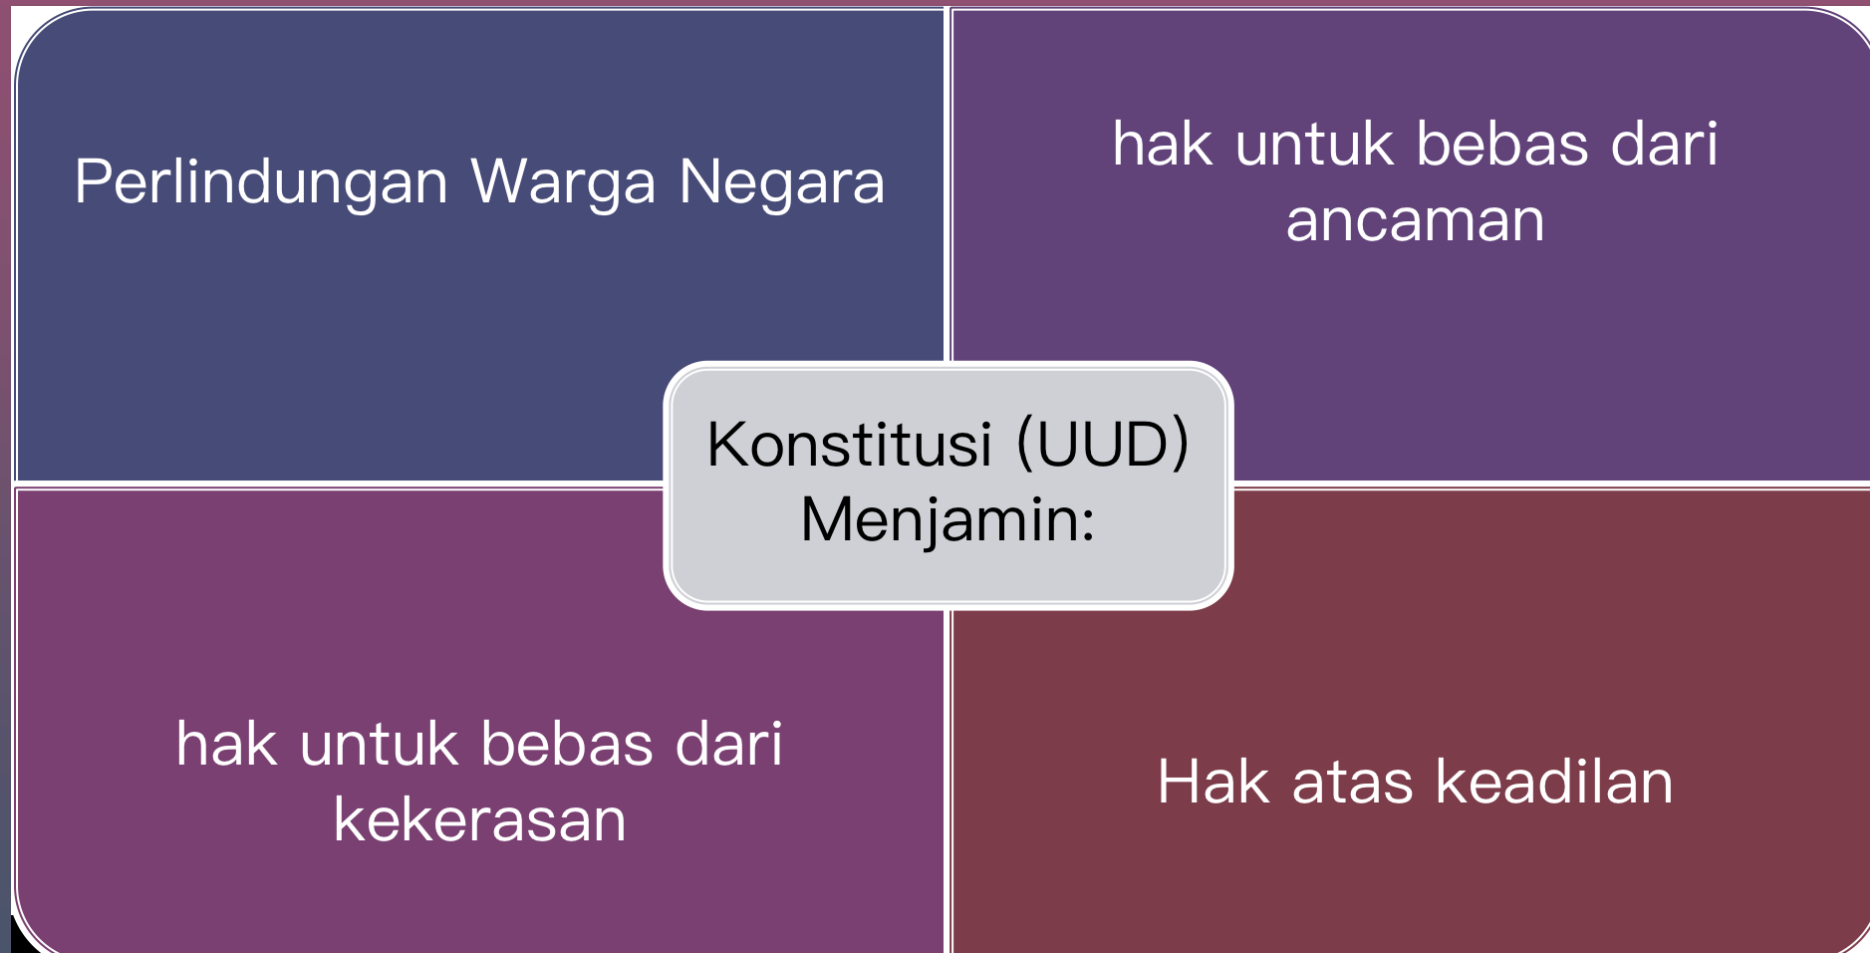 Perlindungan Warga Negara
hak untuk bebas dari
ancaman
Konstitusi (UUD)
Menjamin:
hak untuk bebas dari
kekerasan
Hak atas keadilan